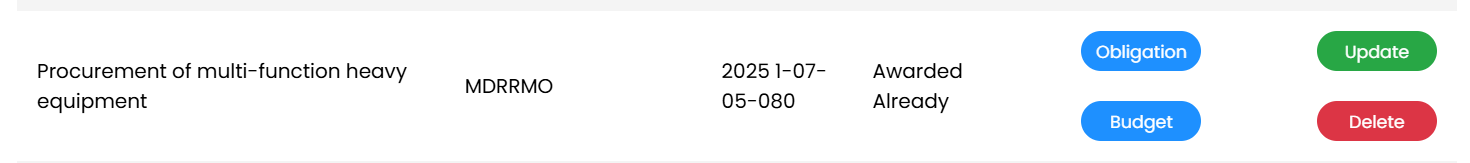 Procurement of multi-function heavy
equipment
MDRRMO
2025 1-07-
05-080
Awarded
Already
Obligation
Budget
Update
Delete